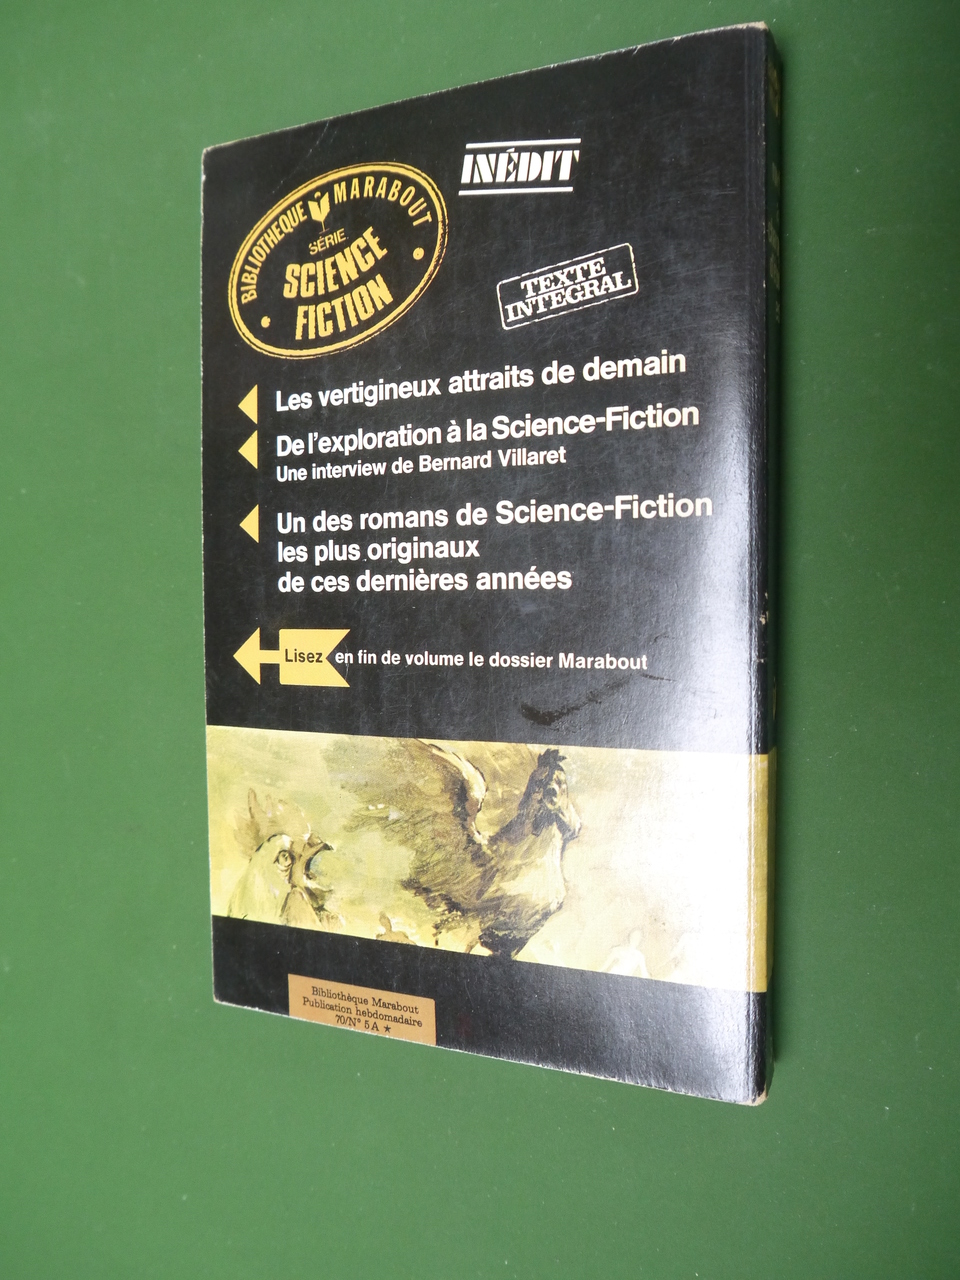 INÉDIT
BIBLIOTHEQUE MARABOUT
SÉRIE
SCIENCE
FICTION
TEXTE
INTEGRAL
Les vertigineux attraits de demain
De l'exploration à la Science-Fiction
Une interview de Bernard Villaret
Un des romans de Science-Fiction
les plus originaux
de ces dernières années
Lisez en fin de volume le dossier Marabout
Bibliothèque Marabout
Publication hebdomadaire
70/N° 5 A ★